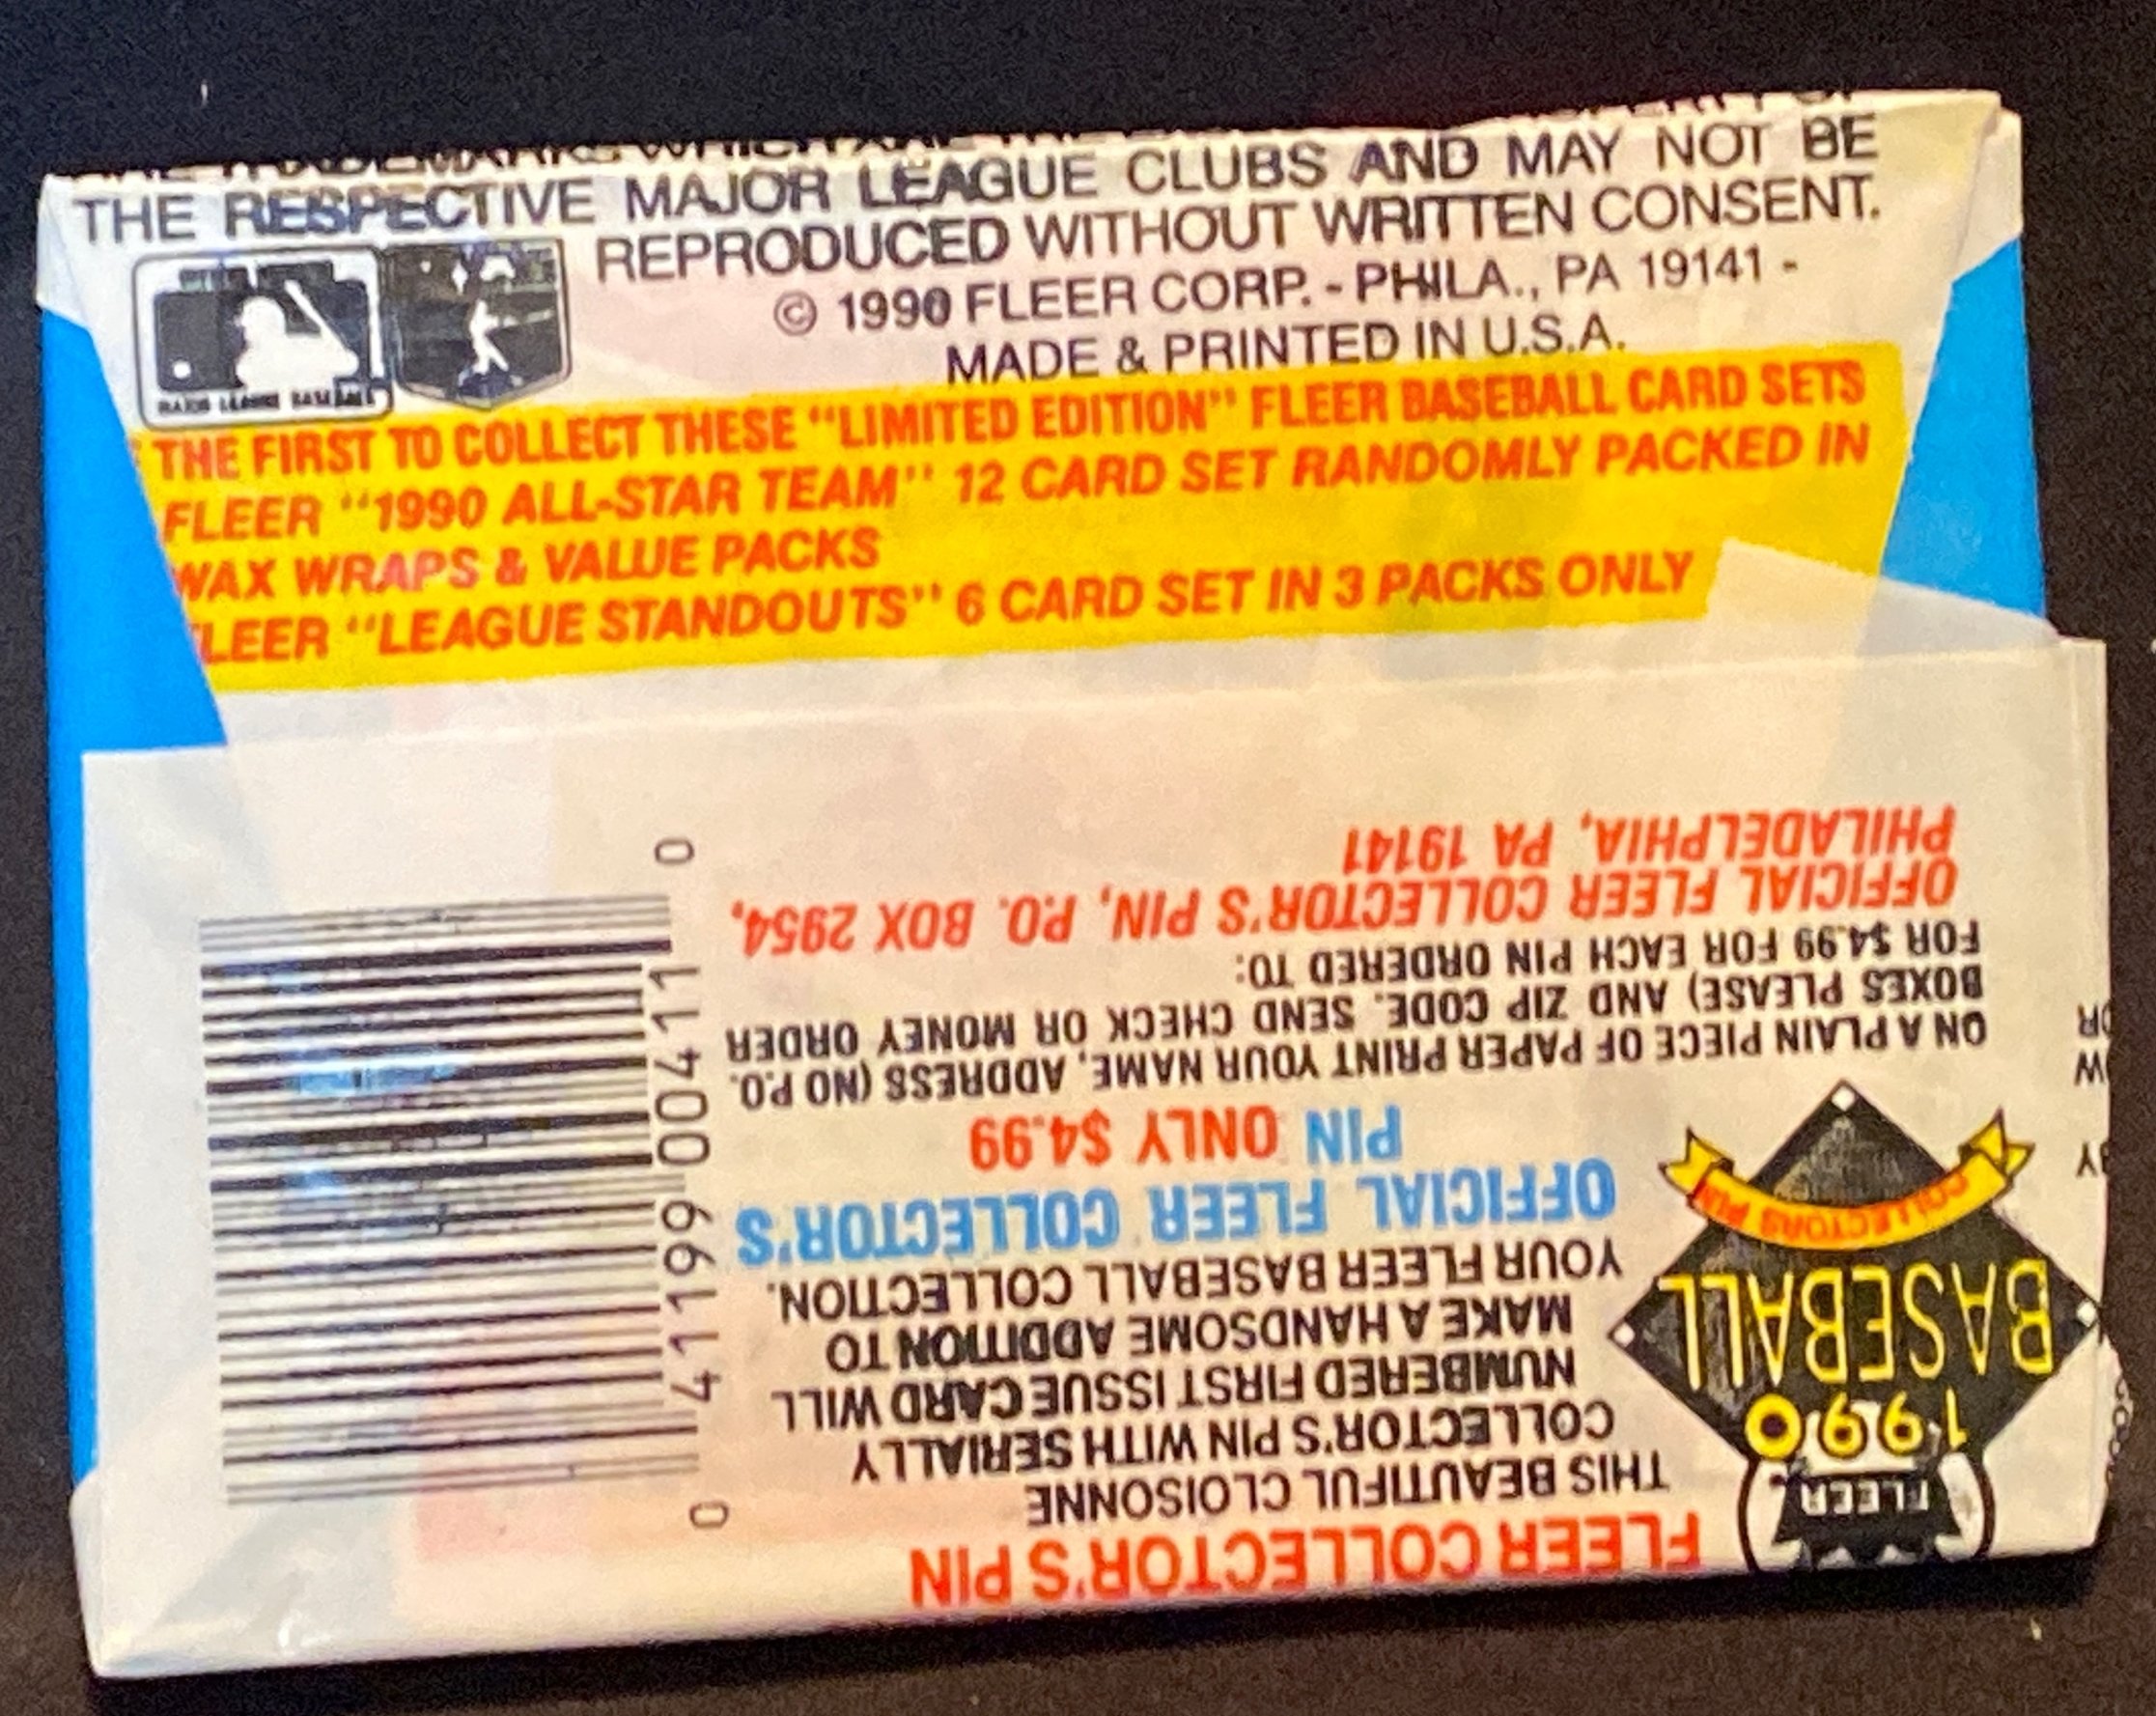 THE RESPECTIVE MAJOR LEAGUE CLUBS AND MAY NOT BE
REPRODUCED WITHOUT WRITTEN CONSENT.
© 1990 FLEER CORP. - PHILA., PA 19141 -
MADE & PRINTED IN U.S.A.
MAJOR LEAGUE BASEBALL
THE FIRST TO COLLECT THESE "LIMITED EDITION" FLEER BASEBALL CARD SETS
FLEER "1990 ALL-STAR TEAM" 12 CARD SET RANDOMLY PACKED IN
WAX WRAPS & VALUE PACKS
FLEER "LEAGUE STANDOUTS" 6 CARD SET IN 3 PACKS ONLY
FLEER COLLECTOR'S PIN
THIS BEAUTIFUL CLOISONNE
COLLECTOR'S PIN WITH SERIALLY
NUMBERED FIRST ISSUE CARD WILL
MAKE A HANDSOME ADDITION TO
YOUR FLEER BASEBALL COLLECTION.
OFFICIAL FLEER COLLECTOR'S
PIN ONLY $4.99
ON A PLAIN PIECE OF PAPER PRINT YOUR NAME, ADDRESS (NO P.O.
BOXES PLEASE) AND ZIP CODE. SEND CHECK OR MONEY ORDER
FOR $4.99 FOR EACH PIN ORDERED TO:
OFFICIAL FLEER COLLECTOR'S PIN, P.O. BOX 2954,
PHILADELPHIA, PA 19141
FLEER
1990
BASEBALL
COLLECTORS PIN
0 41199 00411 0